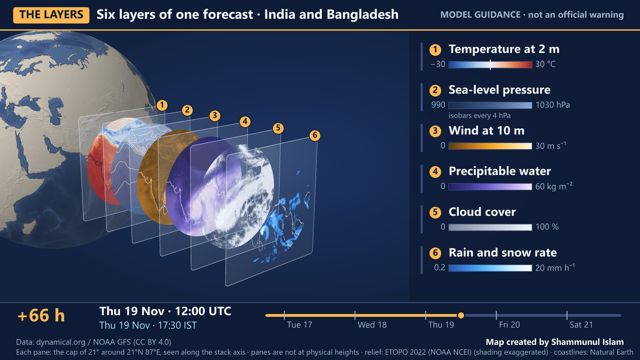 THE LAYERS Six layers of one forecast · India and Bangladesh MODEL GUIDANCE · not an official warning
1 Temperature at 2 m
−30 30 °C
2 Sea-level pressure
990 1030 hPa
isobars every 4 hPa
3 Wind at 10 m
0 30 m s⁻¹
4 Precipitable water
0 60 kg m⁻²
5 Cloud cover
0 100 %
6 Rain and snow rate
0.2 20 mm h⁻¹
1 2 3 4 5 6
+66 h Thu 19 Nov · 12:00 UTC
Thu 19 Nov · 17:30 IST
Tue 17 Wed 18 Thu 19 Fri 20 Sat 21
Data: dynamical.org / NOAA GFS (CC BY 4.0) Map created by Shammunul Islam
Each pane: the cap of 21° around 21°N 87°E, seen along the stack axis · panes are not at physical heights · relief: ETOPO 2022 (NOAA NCEI) (shading exaggerated) · coastlines: Natural Earth